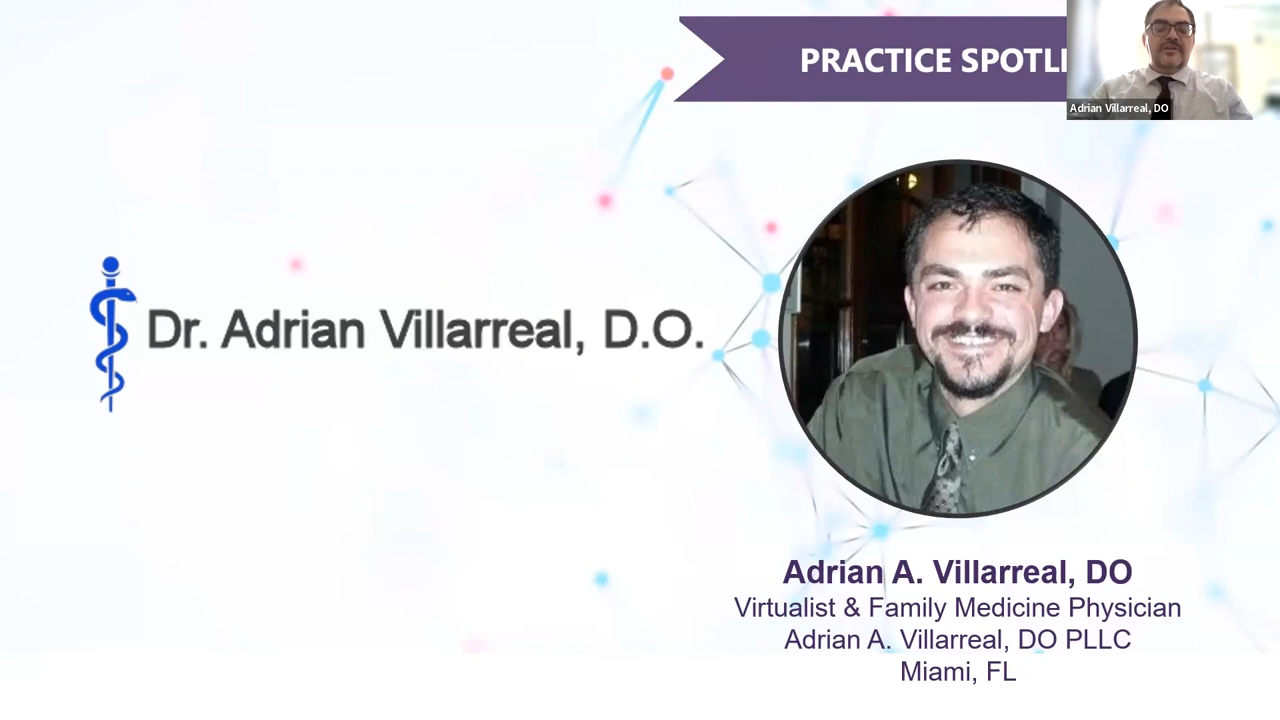 PRACTICE SPOTLI
Adrian Villarreal, DO
Dr. Adrian Villarreal, D.O.
Adrian A. Villarreal, DO
Virtualist & Family Medicine Physician
Adrian A. Villarreal, DO PLLC
Miami, FL